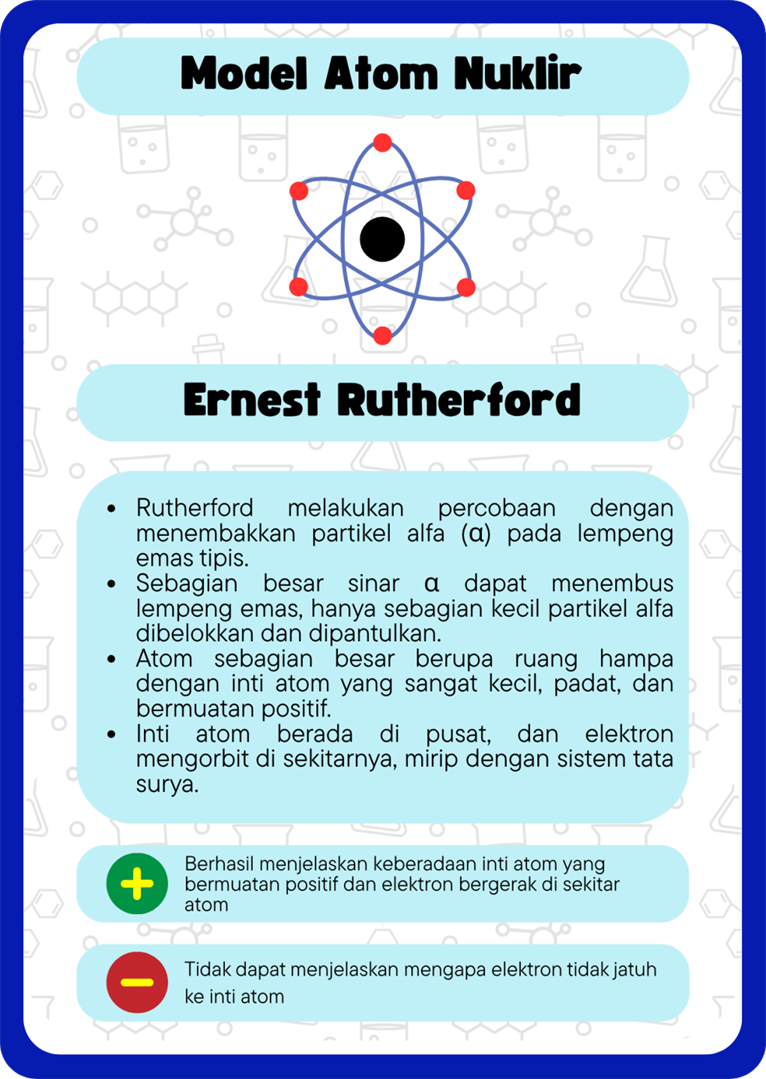 Model Atom Nuklir
Ernest Rutherford
• Rutherford melakukan percobaan dengan
menembakkan partikel alfa (α) pada lempeng
emas tipis.
• Sebagian besar sinar α dapat menembus
lempeng emas, hanya sebagian kecil partikel alfa
dibelokkan dan dipantulkan.
• Atom sebagian besar berupa ruang hampa
dengan inti atom yang sangat kecil, padat, dan
bermuatan positif.
• Inti atom berada di pusat, dan elektron
mengorbit di sekitarnya, mirip dengan sistem tata
surya.
+ Berhasil menjelaskan keberadaan inti atom yang
bermuatan positif dan elektron bergerak di sekitar
atom
− Tidak dapat menjelaskan mengapa elektron tidak jatuh
ke inti atom